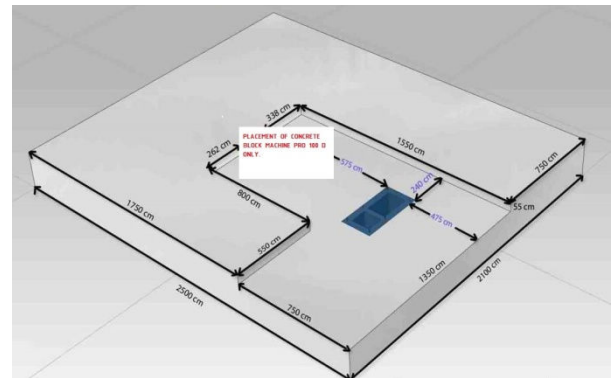 338 cm
262 cm
PLACEMENT OF CONCRETE
BLOCK MACHINE PRO 100 D
ONLY.
1550 cm
750 cm
575 cm
240 cm
800 cm
55 cm
475 cm
1750 cm
550 cm
1350 cm
2100 cm
2500 cm
750 cm